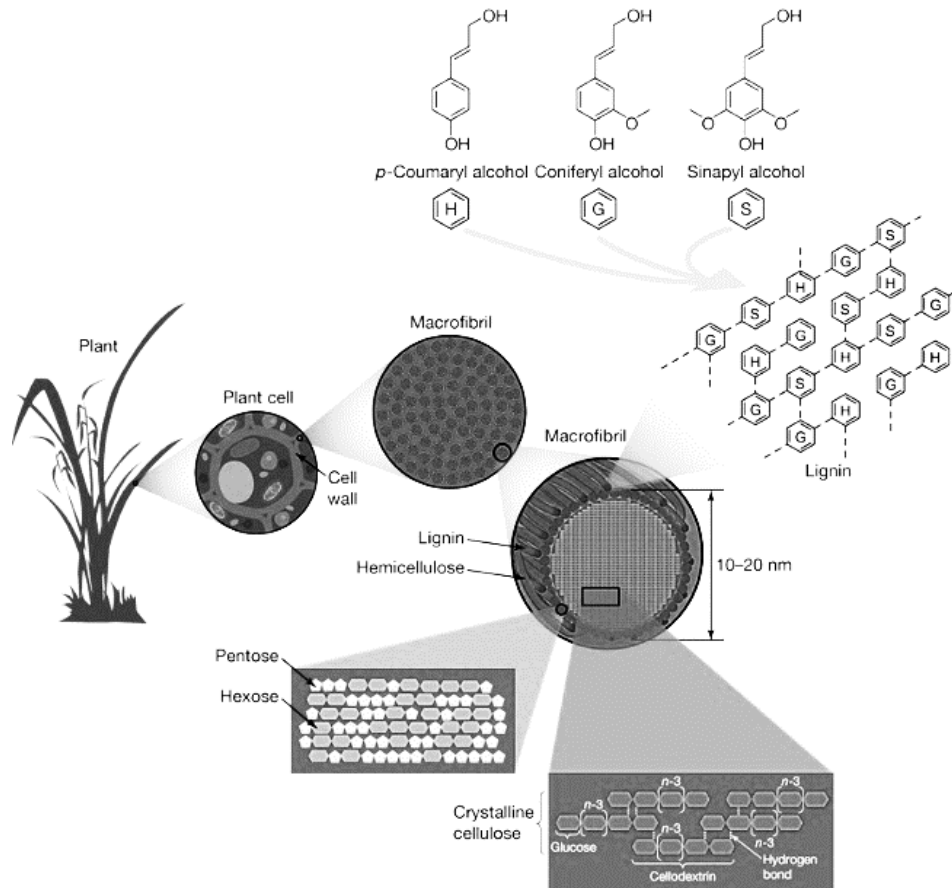 OH
OH
OH
O
O
O
OH
OH
OH
p-Coumaryl alcohol
Coniferyl alcohol
Sinapyl alcohol
H
G
S
S
G
H
H
S
G
S
S
G
G
H
H
H
S
G
G
H
G
Lignin
Plant
Plant cell
Cell
wall
Macrofibril
Macrofibril
Lignin
Hemicellulose
10–20 nm
Pentose
Hexose
Crystalline
cellulose
n-3
n-3
n-3
n-3
n-3
Glucose
Cellodextrin
Hydrogen
bond